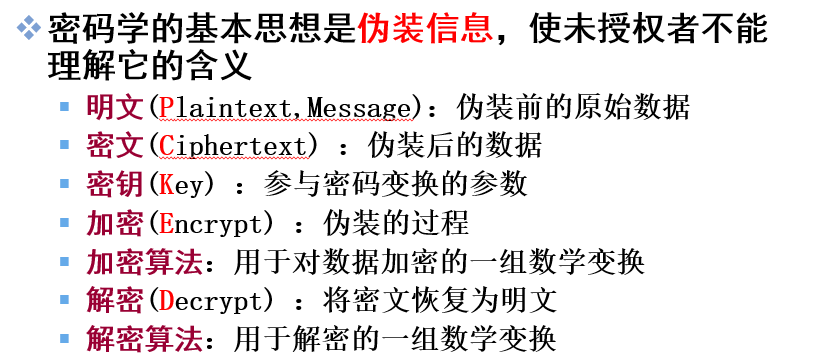 密码学的基本思想是伪装信息，使未授权者不能
理解它的含义
明文(Plaintext,Message)：伪装前的原始数据
密文(Ciphertext) ：伪装后的数据
密钥(Key) ：参与密码变换的参数
加密(Encrypt) ：伪装的过程
加密算法：用于对数据加密的一组数学变换
解密(Decrypt) ：将密文恢复为明文
解密算法：用于解密的一组数学变换